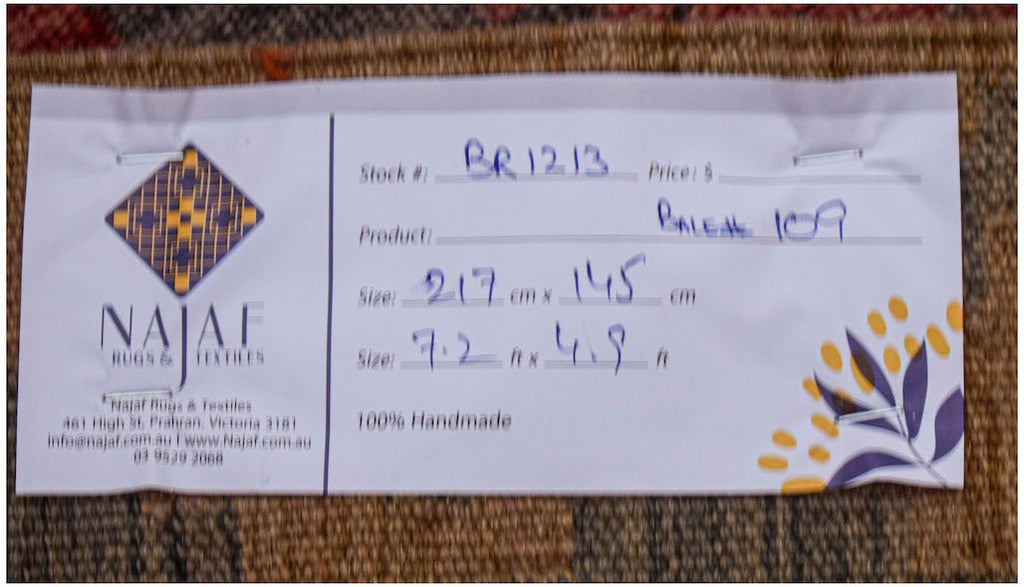 NAJAF
RUGS & TEXTILES
Najaf Rugs & Textiles
461 High St, Prahran, Victoria 3181
info@najaf.com.au | www.Najaf.com.au
03 9529 2068
Stock #: BR1213 Price: $
Product: 109
Size: 217 cm x 145 cm
Size: 7.2 ft x 4.9 ft
100% Handmade